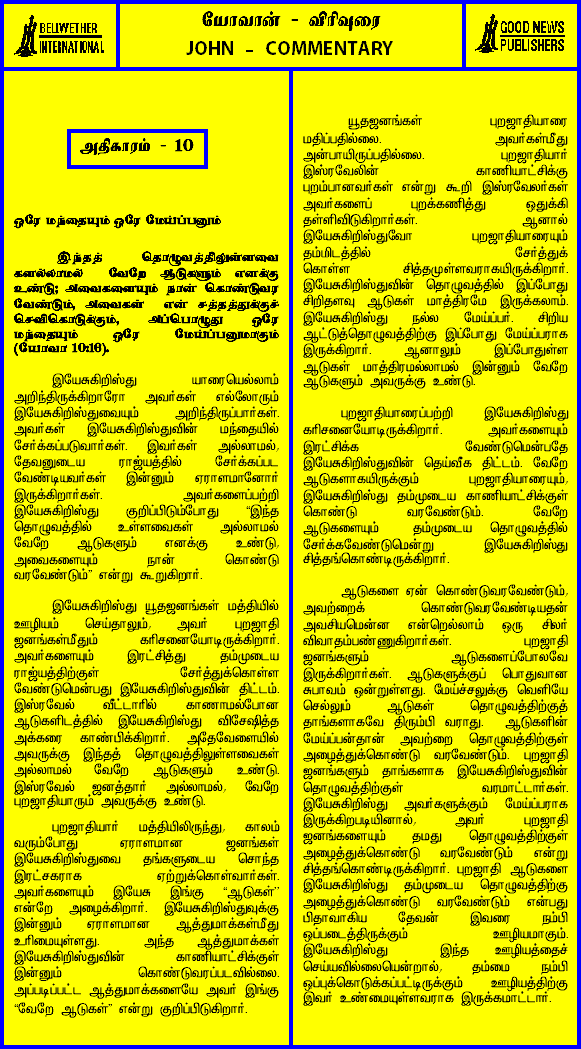 BELWETHER
INTERNATIONAL
யோவான் - விரிவுரை
JOHN - COMMENTARY
GOOD NEWS
PUBLISHERS
அதிகாரம் - 10
ஒரே மந்தையும் ஒரே மேய்ப்பனும்
இந்தத் தொழுவத்திலுள்ளவை
களல்லாமல் வேறே ஆடுகளும் எனக்கு
உண்டு; அவைகளையும் நான் கொண்டுவர
வேண்டும், அவைகள் என் சத்தத்துக்குச்
செவிகொடுக்கும், அப்பொழுது ஒரே
மந்தையும் ஒரே மேய்ப்பனுமாகும்
(யோவா 10:16).
இயேசுகிறிஸ்து யாரையெல்லாம்
அறிந்திருக்கிறாரோ அவர்கள் எல்லோரும்
இயேசுகிறிஸ்துவையும் அறிந்திருப்பார்கள்.
அவர்கள் இயேசுகிறிஸ்துவின் மந்தையில்
சேர்க்கப்படுவார்கள். இவர்கள் அல்லாமல்,
தேவனுடைய ராஜ்யத்தில் சேர்க்கப்பட
வேண்டியவர்கள் இன்னும் ஏராளமானோர்
இருக்கிறார்கள். அவர்களைப்பற்றி
இயேசுகிறிஸ்து குறிப்பிடும்போது “இந்த
தொழுவத்தில் உள்ளவைகள் அல்லாமல்
வேறே ஆடுகளும் எனக்கு உண்டு,
அவைகளையும் நான் கொண்டு
வரவேண்டும்” என்று கூறுகிறார்.
இயேசுகிறிஸ்து யூதஜனங்கள் மத்தியில்
ஊழியம் செய்தாலும், அவர் புறஜாதி
ஜனங்கள்மீதும் கரிசனையோடிருக்கிறார்.
அவர்களையும் இரட்சித்து தம்முடைய
ராஜ்யத்திற்குள் சேர்த்துக்கொள்ள
வேண்டுமென்பது இயேசுகிறிஸ்துவின் திட்டம்.
இஸ்ரவேல் வீட்டாரில் காணாமல்போன
ஆடுகளிடத்தில் இயேசுகிறிஸ்து விசேஷித்த
அக்கரை காண்பிக்கிறார். அதேவேளையில்
அவருக்கு இந்தத் தொழுவத்திலுள்ளவைகள்
அல்லாமல் வேறே ஆடுகளும் உண்டு.
இஸ்ரவேல் ஜனத்தார் அல்லாமல், வேறே
புறஜாதியாரும் அவருக்கு உண்டு.
புறஜாதியார் மத்தியிலிருந்து, காலம்
வரும்போது ஏராளமான ஜனங்கள்
இயேசுகிறிஸ்துவை தங்களுடைய சொந்த
இரட்சகராக ஏற்றுக்கொள்வார்கள்.
அவர்களையும் இயேசு இங்கு “ஆடுகள்”
என்றே அழைக்கிறார். இயேசுகிறிஸ்துவுக்கு
இன்னும் ஏராளமான ஆத்துமாக்கள்மீது
உரிமையுள்ளது. அந்த ஆத்துமாக்கள்
இயேசுகிறிஸ்துவின் காணியாட்சிக்குள்
இன்னும் கொண்டுவரப்படவில்லை.
அப்படிப்பட்ட ஆத்துமாக்களையே அவர் இங்கு
“வேறே ஆடுகள்” என்று குறிப்பிடுகிறார்.
யூதஜனங்கள் புறஜாதியாரை
மதிப்பதில்லை. அவர்கள்மீது
அன்பாயிருப்பதில்லை. புறஜாதியார்
இஸ்ரவேலின் காணியாட்சிக்கு
புறம்பானவர்கள் என்று கூறி இஸ்ரவேலர்கள்
அவர்களைப் புறக்கணித்து ஒதுக்கி
தள்ளிவிடுகிறார்கள். ஆனால்
இயேசுகிறிஸ்துவோ புறஜாதியாரையும்
தம்மிடத்தில் சேர்த்துக்
கொள்ள சித்தமுள்ளவராகயிருக்கிறார்.
இயேசுகிறிஸ்துவின் தொழுவத்தில் இப்போது
சிறிதளவு ஆடுகள் மாத்திரமே இருக்கலாம்.
இயேசுகிறிஸ்து நல்ல மேய்ப்பர். சிறிய
ஆட்டுத்தொழுவத்திற்கு இப்போது மேய்ப்பராக
இருக்கிறார். ஆனாலும் இப்போதுள்ள
ஆடுகள் மாத்திரமல்லாமல் இன்னும் வேறே
ஆடுகளும் அவருக்கு உண்டு.
புறஜாதியாரைப்பற்றி இயேசுகிறிஸ்து
கரிசனையோடிருக்கிறார். அவர்களையும்
இரட்சிக்க வேண்டுமென்பதே
இயேசுகிறிஸ்துவின் தெய்வீக திட்டம். வேறே
ஆடுகளாகயிருக்கும் புறஜாதியாரையும்,
இயேசுகிறிஸ்து தம்முடைய காணியாட்சிக்குள்
கொண்டு வரவேண்டும். வேறே
ஆடுகளையும் தம்முடைய தொழுவத்தில்
சேர்க்கவேண்டுமென்று இயேசுகிறிஸ்து
சித்தங்கொண்டிருக்கிறார்.
ஆடுகளை ஏன் கொண்டுவரவேண்டும்,
அவற்றைக் கொண்டுவரவேண்டியதன்
அவசியமென்ன என்றெல்லாம் ஒரு சிலர்
விவாதம்பண்ணுகிறார்கள். புறஜாதி
ஜனங்களும் ஆடுகளைப்போலவே
இருக்கிறார்கள். ஆடுகளுக்குப் பொதுவான
சுபாவம் ஒன்றுள்ளது. மேய்ச்சலுக்கு வெளியே
செல்லும் ஆடுகள் தொழுவத்திற்குத்
தாங்களாகவே திரும்பி வராது. ஆடுகளின்
மேய்ப்பன்தான் அவற்றை தொழுவத்திற்குள்
அழைத்துக்கொண்டு வரவேண்டும். புறஜாதி
ஜனங்களும் தாங்களாக இயேசுகிறிஸ்துவின்
தொழுவத்திற்குள் வரமாட்டார்கள்.
இயேசுகிறிஸ்து அவர்களுக்கும் மேய்ப்பராக
இருக்கிறபடியினால், அவர் புறஜாதி
ஜனங்களையும் தமது தொழுவத்திற்குள்
அழைத்துக்கொண்டு வரவேண்டும் என்று
சித்தங்கொண்டிருக்கிறார். புறஜாதி ஆடுகளை
இயேசுகிறிஸ்து தம்முடைய தொழுவத்திற்கு
அழைத்துக்கொண்டு வரவேண்டும் என்பது
பிதாவாகிய தேவன் இவரை நம்பி
ஒப்படைத்திருக்கும் ஊழியமாகும்.
இயேசுகிறிஸ்து இந்த ஊழியத்தைச்
செய்யவில்லையென்றால், தம்மை நம்பி
ஒப்புக்கொடுக்கப்பட்டிருக்கும் ஊழியத்திற்கு
இவர் உண்மையுள்ளவராக இருக்கமாட்டார்.